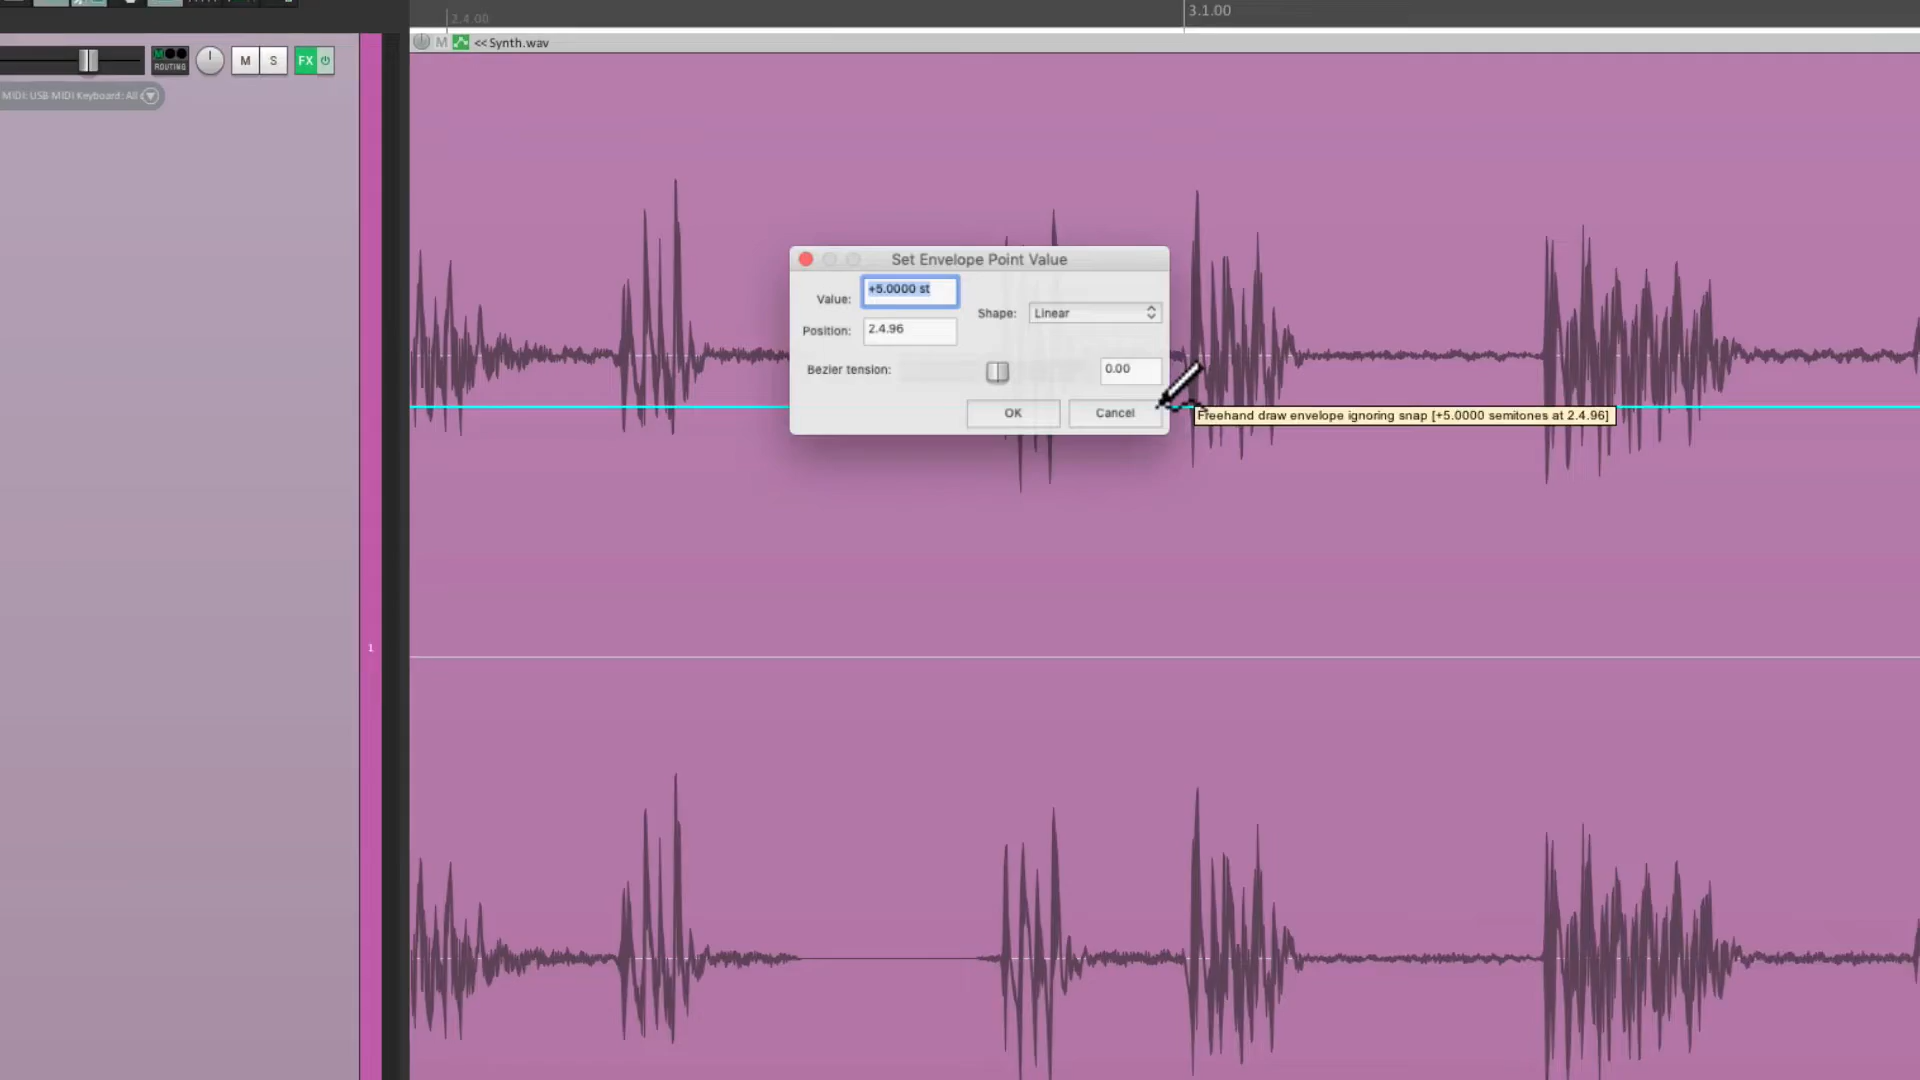 2.4.00
3.1.00
M
<<Synth.wav
M
ROUTING
M
S
FX
MIDI: USB MIDI Keyboard: All
Set Envelope Point Value
Value:
+5.0000 st
Shape:
Linear
Position:
2.4.96
Bezier tension:
0.00
OK
Cancel
Freehand draw envelope ignoring snap [+5.0000 semitones at 2.4.96]
1